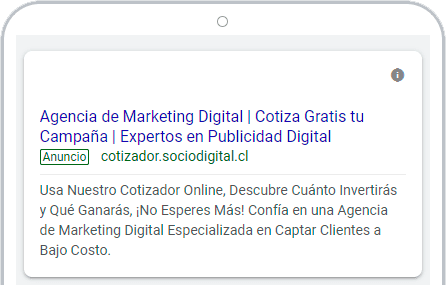 Agencia de Marketing Digital | Cotiza Gratis tu
Campaña | Expertos en Publicidad Digital
Anuncio cotizador.sociodigital.cl
Usa Nuestro Cotizador Online, Descubre Cuánto Invertirás
y Qué Ganarás, ¡No Esperes Más! Confía en una Agencia
de Marketing Digital Especializada en Captar Clientes a
Bajo Costo.